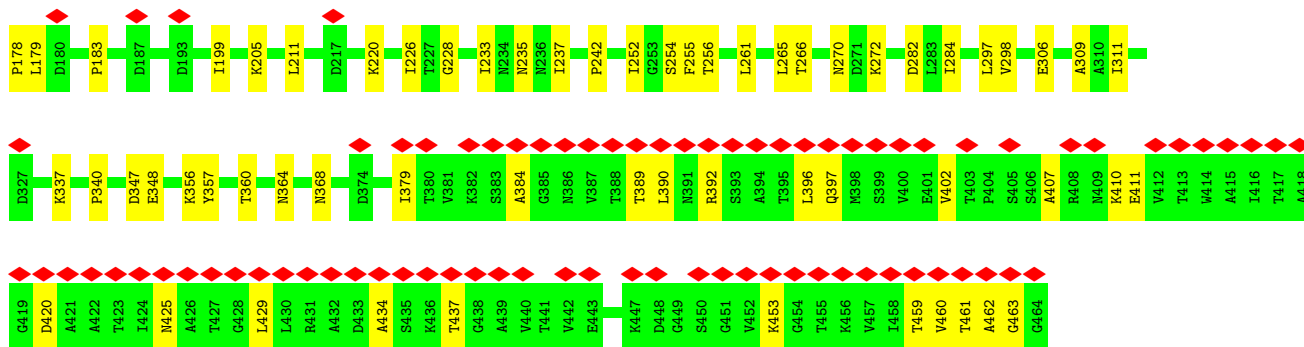 P178 L179 D180 P183 D187 D193 I199 K205 L211 D217 K220 I226 T227 G228 I233 N234 N235 N236 I237 P242 I252 G253 S254 F255 T256 L261 L265 T266 N270 D271 K272 D282 L283 I284 L297 V298 E306 A309 A310 I311
D327 K337 P340 D347 E348 K356 Y357 T360 N364 N368 D374 I379 T380 V381 K382 S383 A384 G385 N386 V387 T388 T389 L390 N391 R392 S393 A394 T395 L396 Q397 M398 S399 V400 E401 V402 T403 P404 S405 S406 A407 R408 N409 K410 E411 V412 T413 W414 A415 I416 T417 A418
G419 D420 A421 A422 T423 I424 N425 A426 T427 G428 L429 L430 R431 A432 D433 A434 S435 K436 T437 G438 A439 V440 T441 V442 E443 K447 D448 G449 S450 G451 V452 K453 G454 T455 K456 V457 I458 T459 V460 T461 A462 G463 G464